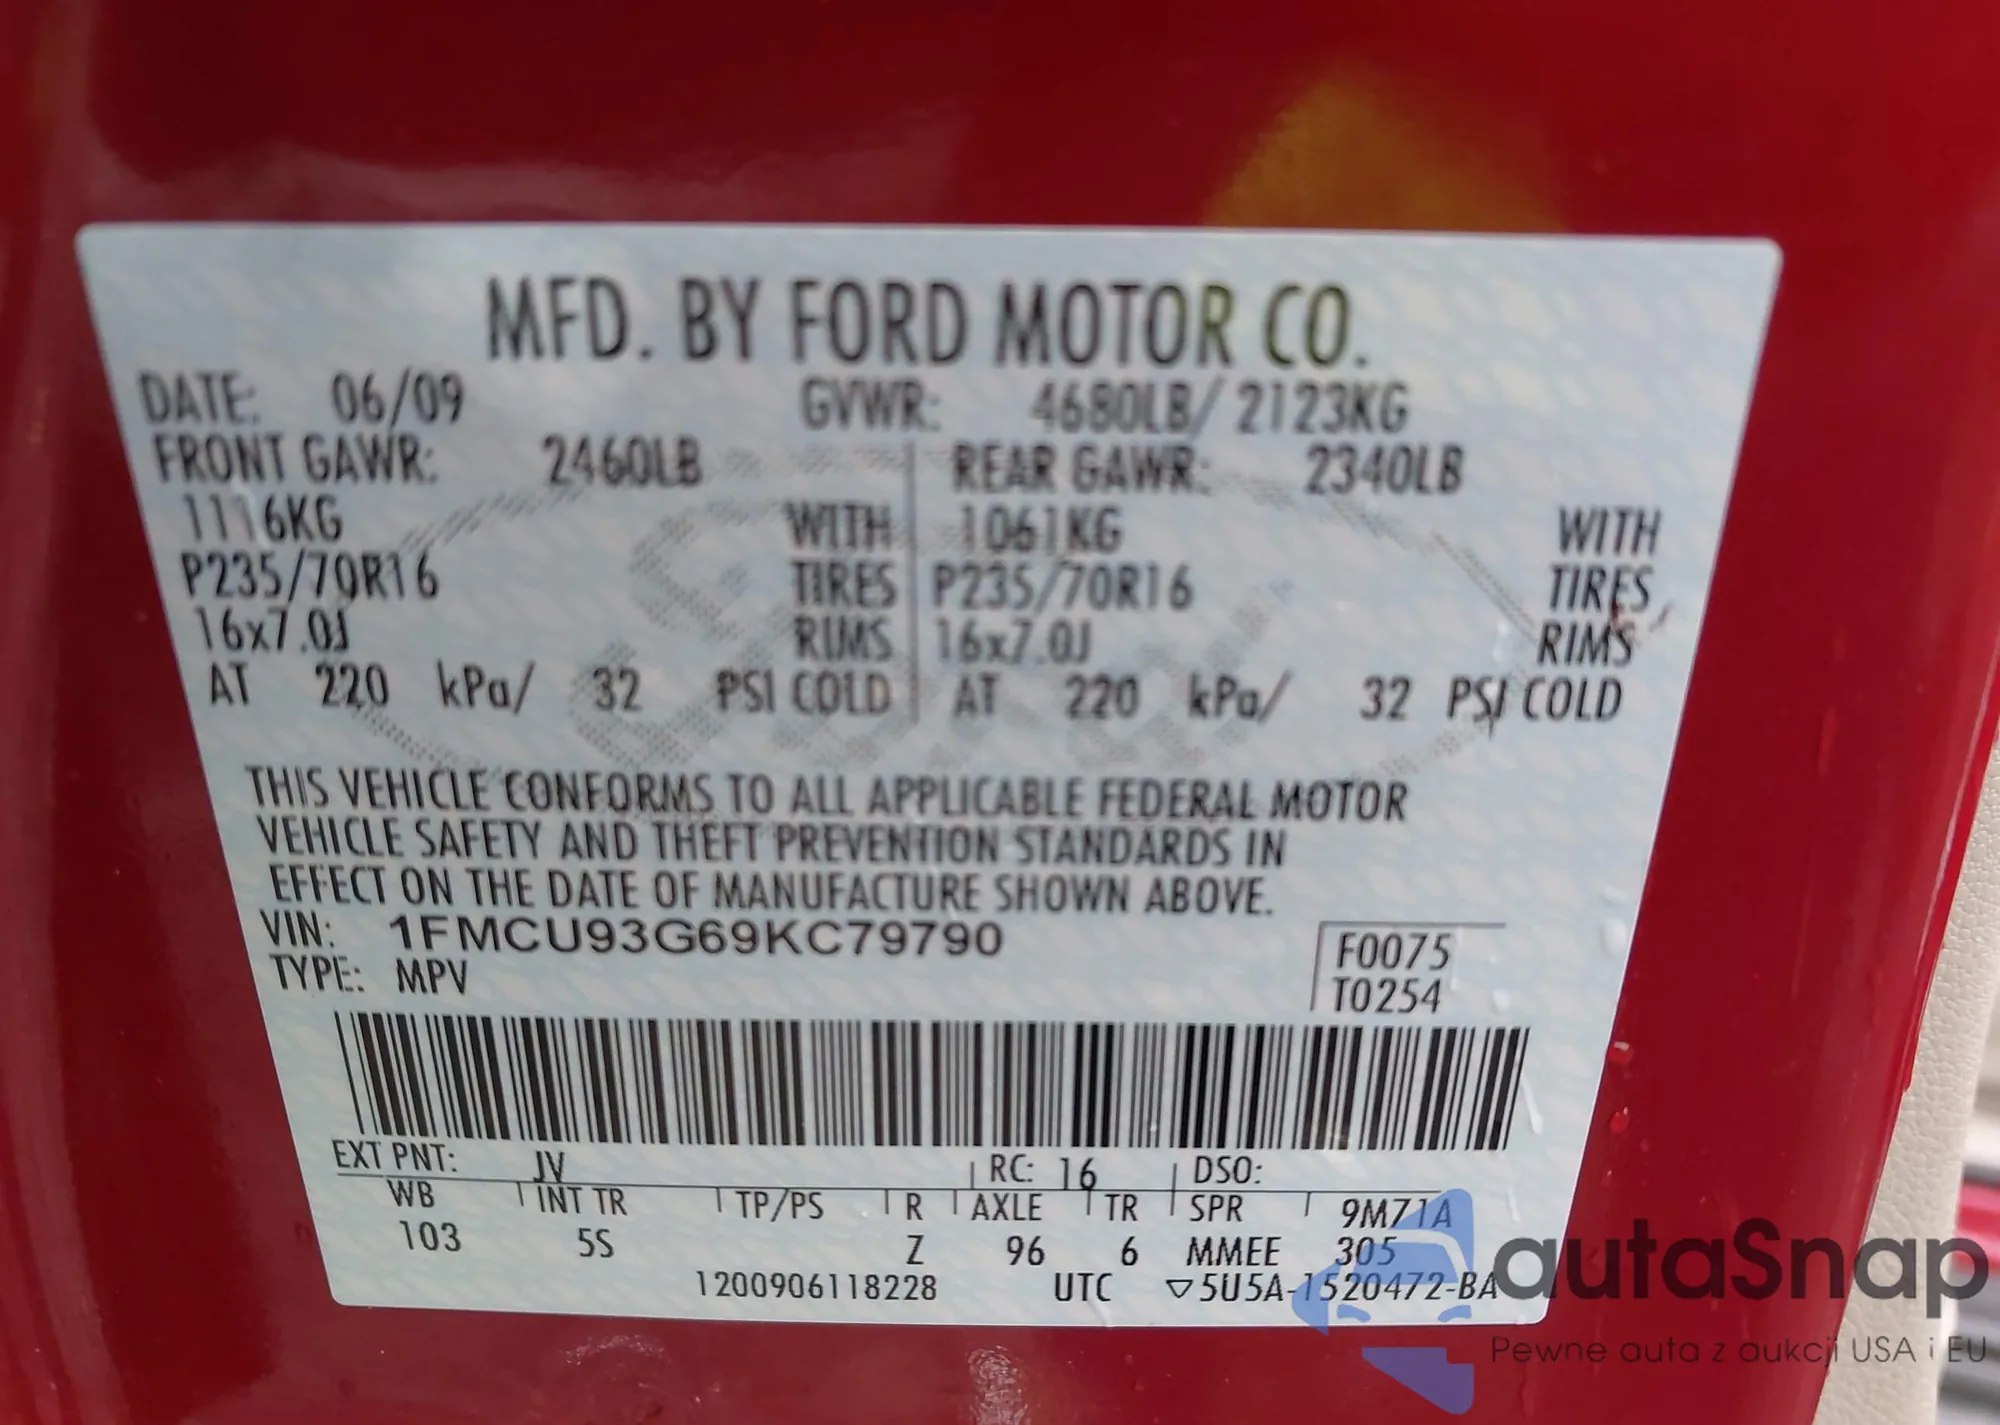 MFD. BY FORD MOTOR CO.
DATE: 06/09 GVWR: 4680LB/ 2123KG
FRONT GAWR: 2460LB REAR GAWR: 2340LB
1116KG WITH 1061KG WITH
P235/70R16 TIRES P235/70R16 TIRES
16x7.0J RIMS 16x7.0J RIMS
AT 220 kPa/ 32 PSI COLD AT 220 kPa/ 32 PSI COLD
THIS VEHICLE CONFORMS TO ALL APPLICABLE FEDERAL MOTOR
VEHICLE SAFETY AND THEFT PREVENTION STANDARDS IN
EFFECT ON THE DATE OF MANUFACTURE SHOWN ABOVE.
VIN: 1FMCU93G69KC79790 F0075
TYPE: MPV T0254
EXT PNT: JV RC: 16 DSO:
WB INT TR TP/PS R AXLE TR SPR 9M71A
103 5S Z 96 6 MMEE 305
1200906118228 UTC ▽5U5A-1520472-BA
autaSnap
Pewne auta z aukcji USA i EU